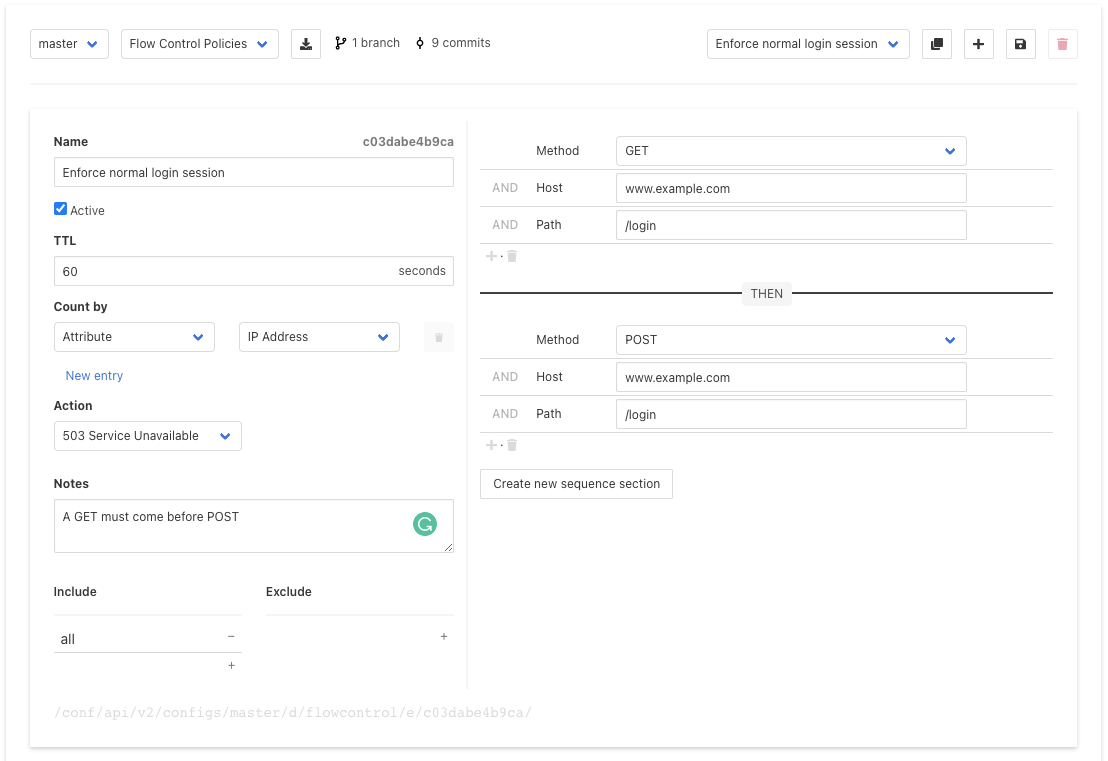 master Flow Control Policies 1 branch 9 commits Enforce normal login session
Name c03dabe4b9ca
Enforce normal login session
Active
TTL
60 seconds
Count by
Attribute IP Address
New entry
Action
503 Service Unavailable
Notes
A GET must come before POST
Include Exclude
all −
+
+
/conf/api/v2/configs/master/d/flowcontrol/e/c03dabe4b9ca/
Method GET
AND Host www.example.com
AND Path /login
THEN
Method POST
AND Host www.example.com
AND Path /login
Create new sequence section